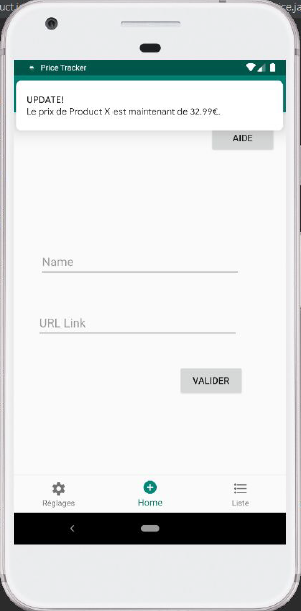 Price Tracker
UPDATE!
Le prix de Product X est maintenant de 32.99€.
AIDE
Name
URL Link
VALIDER
Réglages
Home
Liste